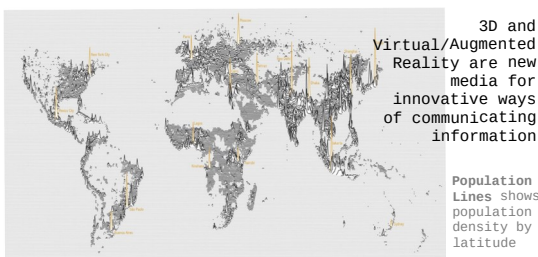 3D and
Virtual/Augmented
Reality are new
media for
innovative ways
of communicating
information
Population
Lines shows
population
density by
latitude